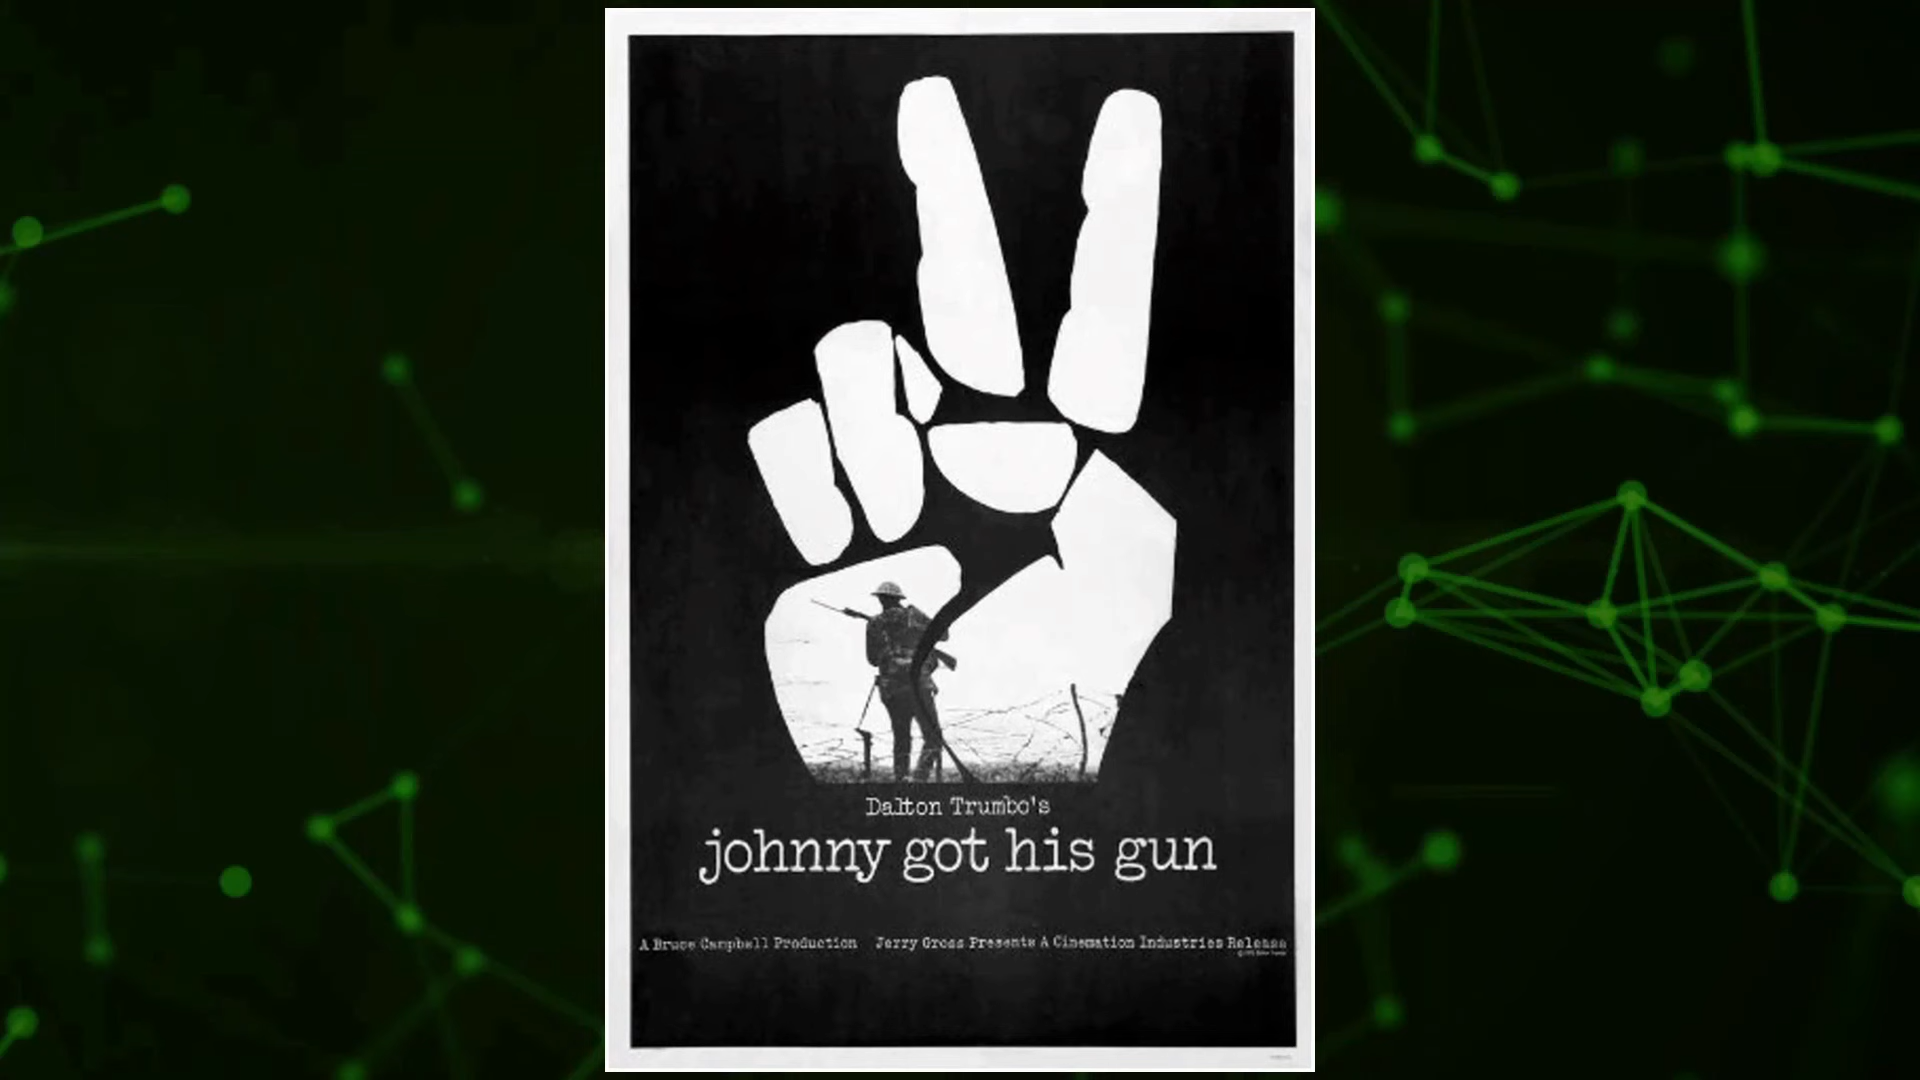 Dalton Trumbo's
johnny got his gun
A Bruce Campbell Production Jerry Gross Presents A Cinemation Industries Release